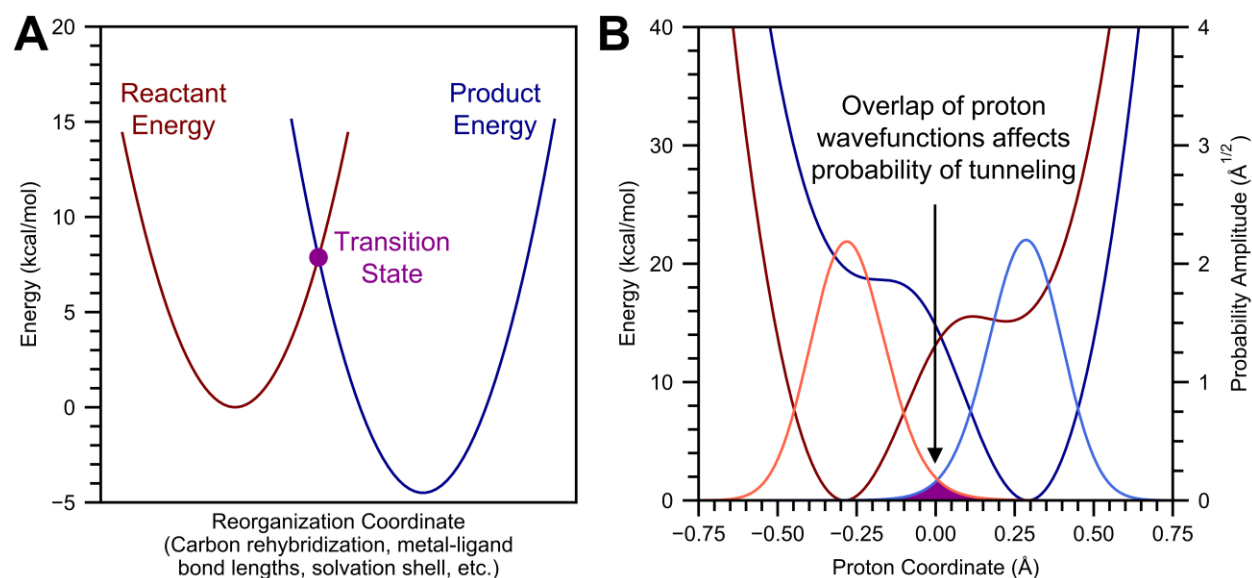 A
20
15
10
5
0
−5
Energy (kcal/mol)
Reactant
Energy
Product
Energy
Transition
State
Reorganization Coordinate
(Carbon rehybridization, metal-ligand
bond lengths, solvation shell, etc.)
B
40
30
20
10
0
Energy (kcal/mol)
Overlap of proton
wavefunctions affects
probability of tunneling
4
3
2
1
0
Probability Amplitude (Å^1/2)
−0.75 −0.50 −0.25 0.00 0.25 0.50 0.75
Proton Coordinate (Å)